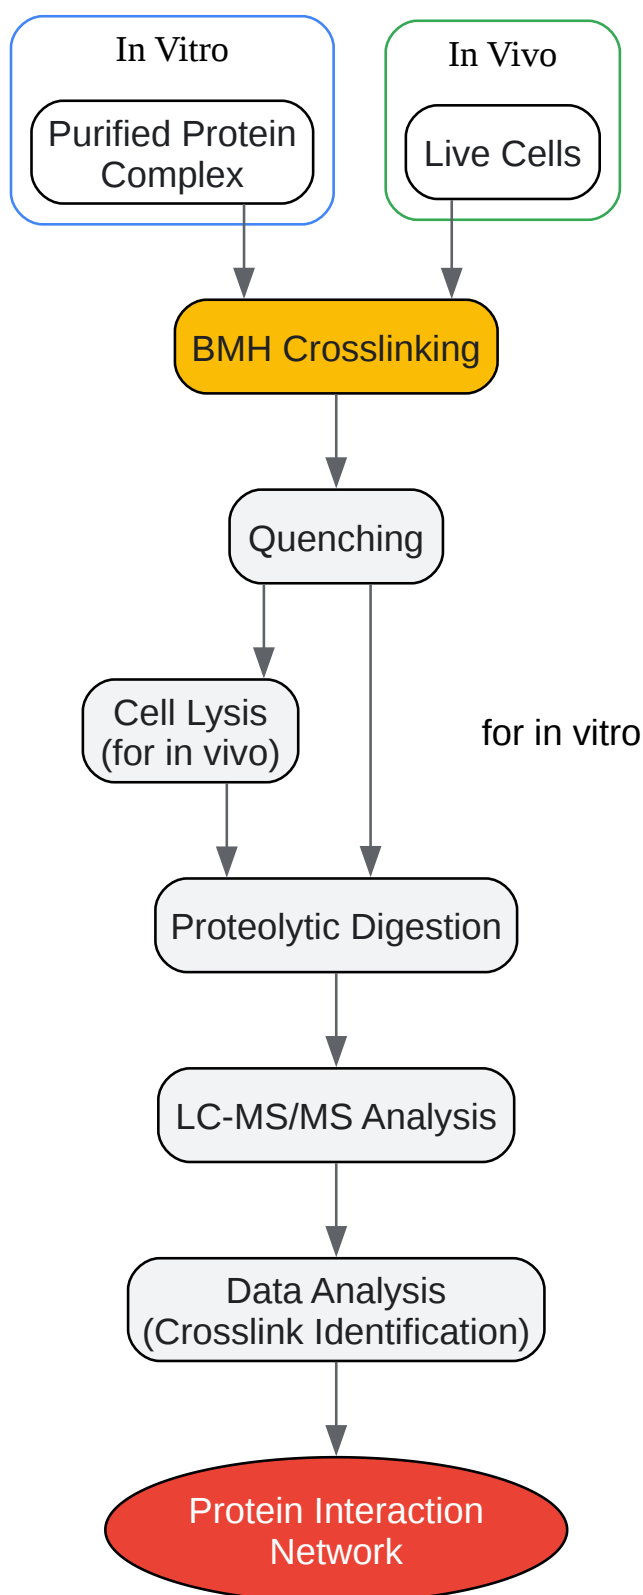 In Vitro
In Vivo
Purified Protein
Complex
Live Cells
BMH Crosslinking
Quenching
Cell Lysis
(for in vivo)
for in vitro
Proteolytic Digestion
LC-MS/MS Analysis
Data Analysis
(Crosslink Identification)
Protein Interaction
Network